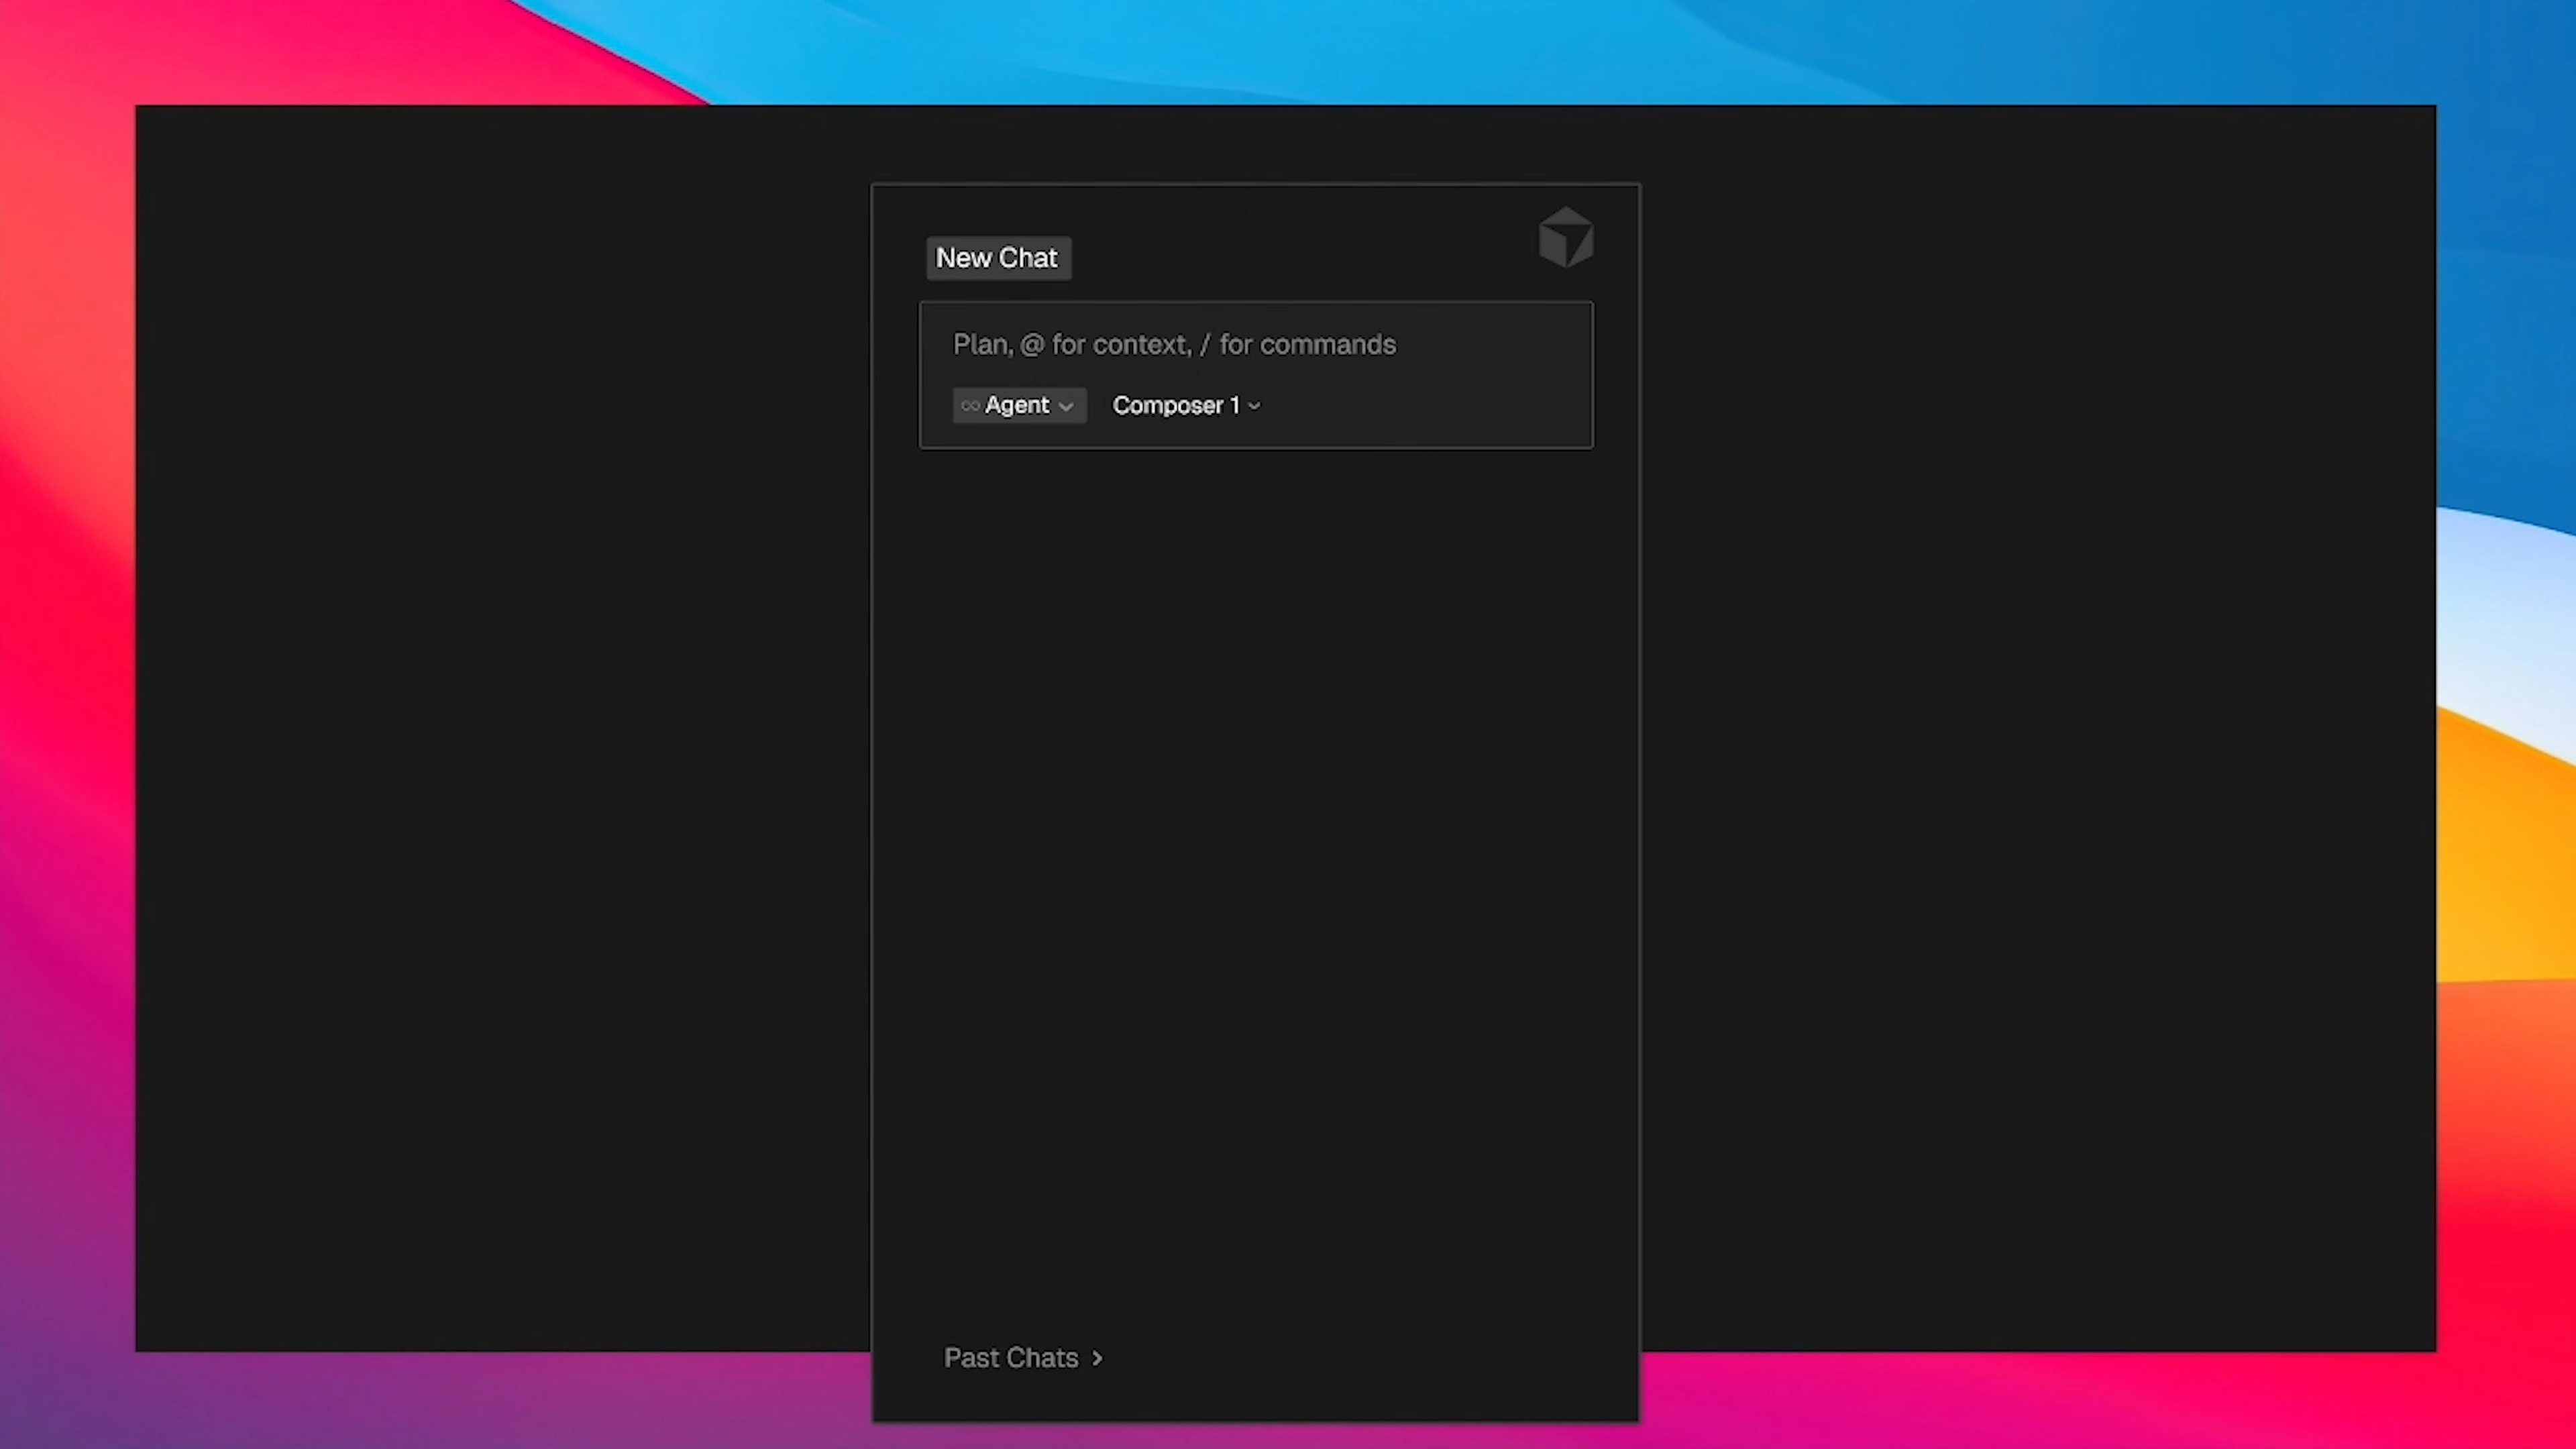 New Chat
Plan, @ for context, / for commands
Agent
Composer 1
Past Chats